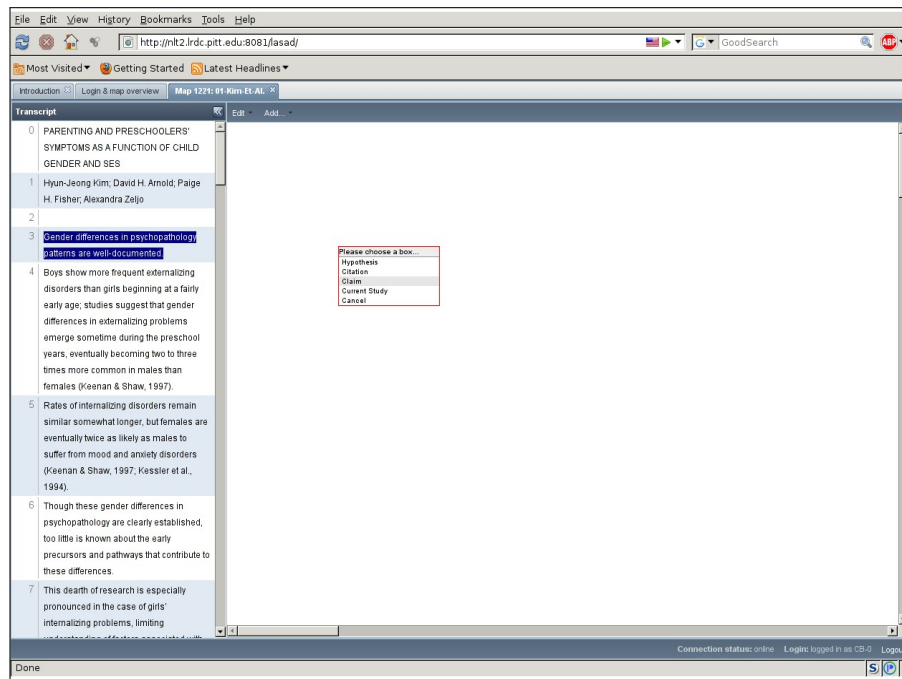 File Edit View History Bookmarks Tools Help
http://nlt2.lrdc.pitt.edu:8081/lasad/
G GoodSearch
ABP
Most Visited Getting Started Latest Headlines
Introduction Login & map overview Map 1221: 01-Kim-Et-Al.
Transcript
Edit Add...
0 PARENTING AND PRESCHOOLERS'
SYMPTOMS AS A FUNCTION OF CHILD
GENDER AND SES
1 Hyun-Jeong Kim; David H. Arnold; Paige
H. Fisher; Alexandra Zeljo
2
3 Gender differences in psychopathology
patterns are well-documented.
4 Boys show more frequent externalizing
disorders than girls beginning at a fairly
early age; studies suggest that gender
differences in externalizing problems
emerge sometime during the preschool
years, eventually becoming two to three
times more common in males than
females (Keenan & Shaw, 1997).
5 Rates of internalizing disorders remain
similar somewhat longer, but females are
eventually twice as likely as males to
suffer from mood and anxiety disorders
(Keenan & Shaw, 1997; Kessler et al.,
1994).
6 Though these gender differences in
psychopathology are clearly established,
too little is known about the early
precursors and pathways that contribute to
these differences.
7 This dearth of research is especially
pronounced in the case of girls'
internalizing problems, limiting
Please choose a box...
Hypothesis
Citation
Claim
Current Study
Cancel
Connection status: online Login: logged in as CB-0 Logou
Done
S